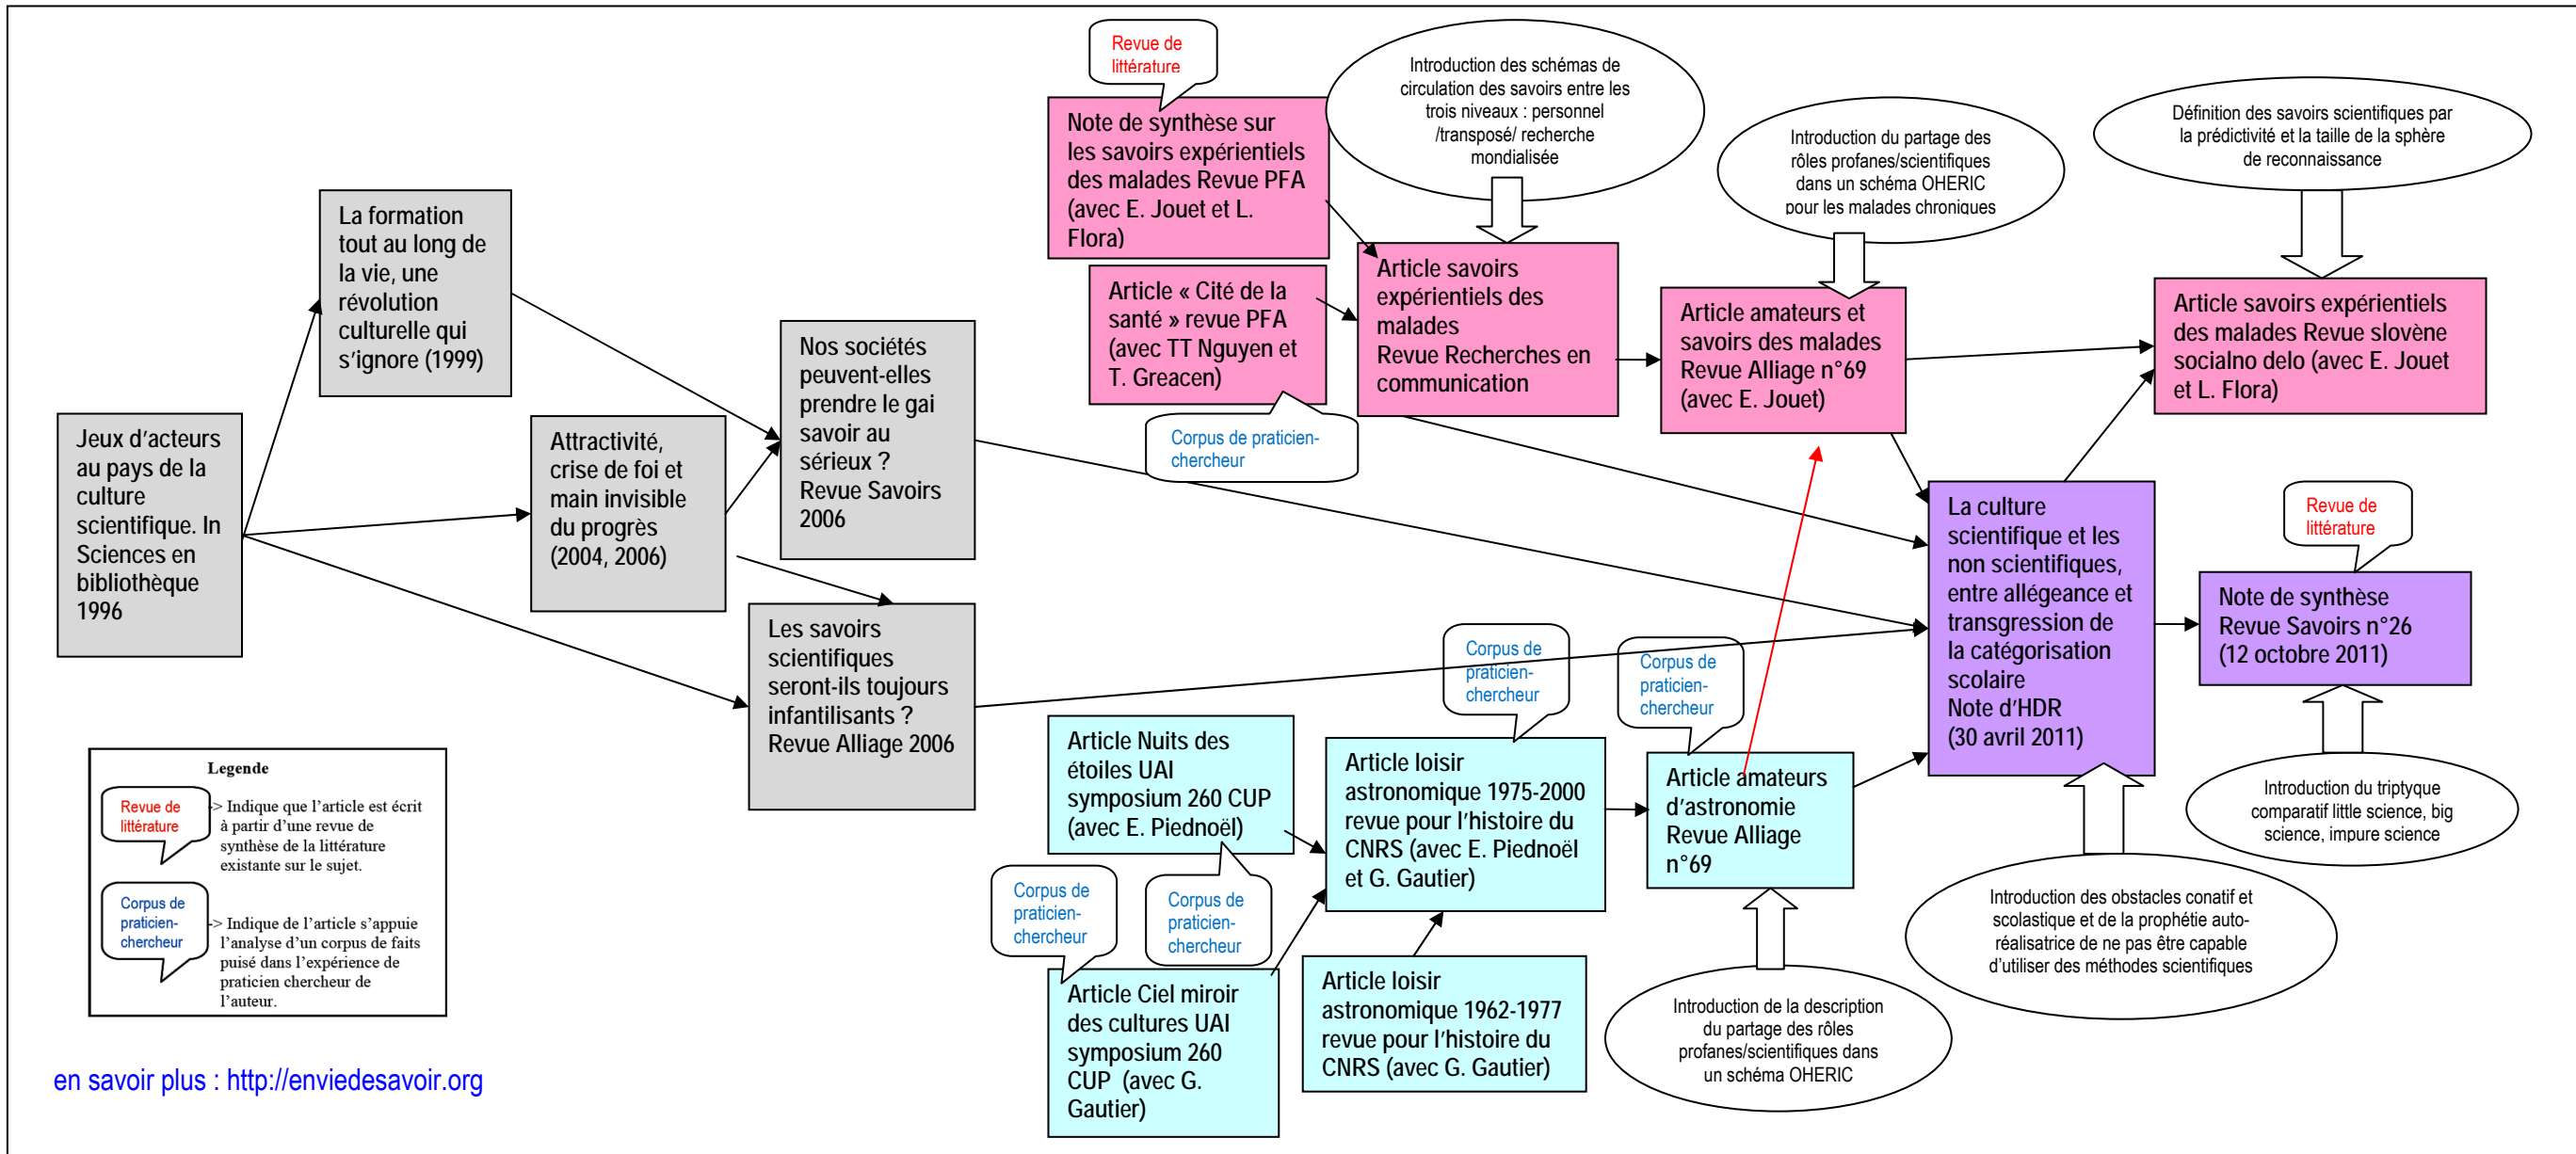 Jeux d'acteurs
au pays de la
culture
scientifique. In
Sciences en
bibliothèque
1996
La formation
tout au long de
la vie, une
révolution
culturelle qui
s'ignore (1999)
Attractivité,
crise de foi et
main invisible
du progrès
(2004, 2006)
Nos sociétés
peuvent-elles
prendre le gai
savoir au
sérieux ?
Revue Savoirs
2006
Les savoirs
scientifiques
seront-ils toujours
infantilisants ?
Revue Alliage 2006
Revue de
littérature
Note de synthèse sur
les savoirs expérientiels
des malades Revue PFA
(avec E. Jouet et L.
Flora)
Article « Cité de la
santé » revue PFA
(avec TT Nguyen et
T. Greacen)
Corpus de praticien-
chercheur
Introduction des schémas de
circulation des savoirs entre les
trois niveaux : personnel
/transposé/ recherche
mondialisée
Article savoirs
expérientiels des
malades
Revue Recherches en
communication
Introduction du partage des
rôles profanes/scientifiques
dans un schéma OHERIC
pour les malades chroniques
Article amateurs et
savoirs des malades
Revue Alliage n°69
(avec E. Jouet)
Définition des savoirs scientifiques par
la prédictivité et la taille de la sphère
de reconnaissance
Article savoirs expérientiels
des malades Revue slovène
socialno delo (avec E. Jouet
et L. Flora)
La culture
scientifique et les
non scientifiques,
entre allégeance et
transgression de
la catégorisation
scolaire
Note d'HDR
(30 avril 2011)
Revue de
littérature
Note de synthèse
Revue Savoirs n°26
(12 octobre 2011)
Introduction du triptyque
comparatif little science, big
science, impure science
Introduction des obstacles conatif et
scolastique et de la prophétie auto-
réalisatrice de ne pas être capable
d'utiliser des méthodes scientifiques
Article Nuits des
étoiles UAI
symposium 260 CUP
(avec E. Piednoël)
Corpus de
praticien-
chercheur
Corpus de
praticien-
chercheur
Article Ciel miroir
des cultures UAI
symposium 260
CUP (avec G.
Gautier)
Corpus de
praticien-
chercheur
Article loisir
astronomique 1975-2000
revue pour l'histoire du
CNRS (avec E. Piednoël
et G. Gautier)
Article loisir
astronomique 1962-1977
revue pour l'histoire du
CNRS (avec G. Gautier)
Corpus de
praticien-
chercheur
Article amateurs
d'astronomie
Revue Alliage
n°69
Introduction de la description
du partage des rôles
profanes/scientifiques dans
un schéma OHERIC
Legende
Revue de
littérature
-> Indique que l'article est écrit
à partir d'une revue de
synthèse de la littérature
existante sur le sujet.
Corpus de
praticien-
chercheur
-> Indique de l'article s'appuie
l'analyse d'un corpus de faits
puisé dans l'expérience de
praticien chercheur de
l'auteur.
en savoir plus : http://enviedesavoir.org